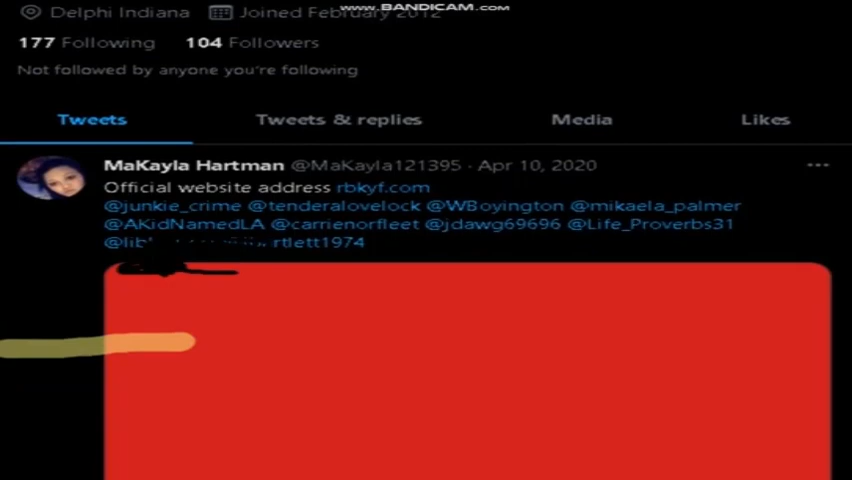 www.BANDICAM.com
Delphi Indiana Joined February 2012
177 Following 104 Followers
Not followed by anyone you're following
Tweets Tweets & replies Media Likes
MaKayla Hartman @MaKayla121395 · Apr 10, 2020 ···
Official website address rbkyf.com
@junkie_crime @tenderalovelock @WBoyington @mikaela_palmer
@AKidNamedLA @carrienorfleet @jdawg69696 @Life_Proverbs31